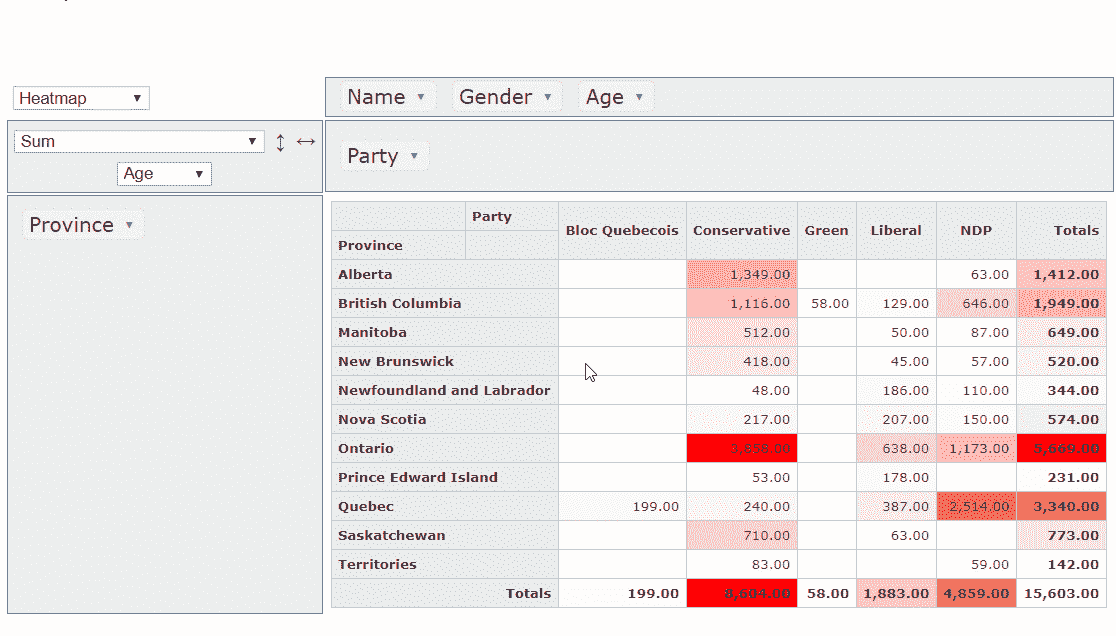 Heatmap ▼ Name ▼ Gender ▼ Age ▼
Sum ▼ ↕ ↔
Age ▼ Party ▼
Province ▼
Party Bloc Quebecois Conservative Green Liberal NDP Totals
Province
Alberta 1,349.00 63.00 1,412.00
British Columbia 1,116.00 58.00 129.00 646.00 1,949.00
Manitoba 512.00 50.00 87.00 649.00
New Brunswick 418.00 45.00 57.00 520.00
Newfoundland and Labrador 48.00 186.00 110.00 344.00
Nova Scotia 217.00 207.00 150.00 574.00
Ontario 3,858.00 638.00 1,173.00 5,669.00
Prince Edward Island 53.00 178.00 231.00
Quebec 199.00 240.00 387.00 2,514.00 3,340.00
Saskatchewan 710.00 63.00 773.00
Territories 83.00 59.00 142.00
Totals 199.00 8,604.00 58.00 1,883.00 4,859.00 15,603.00